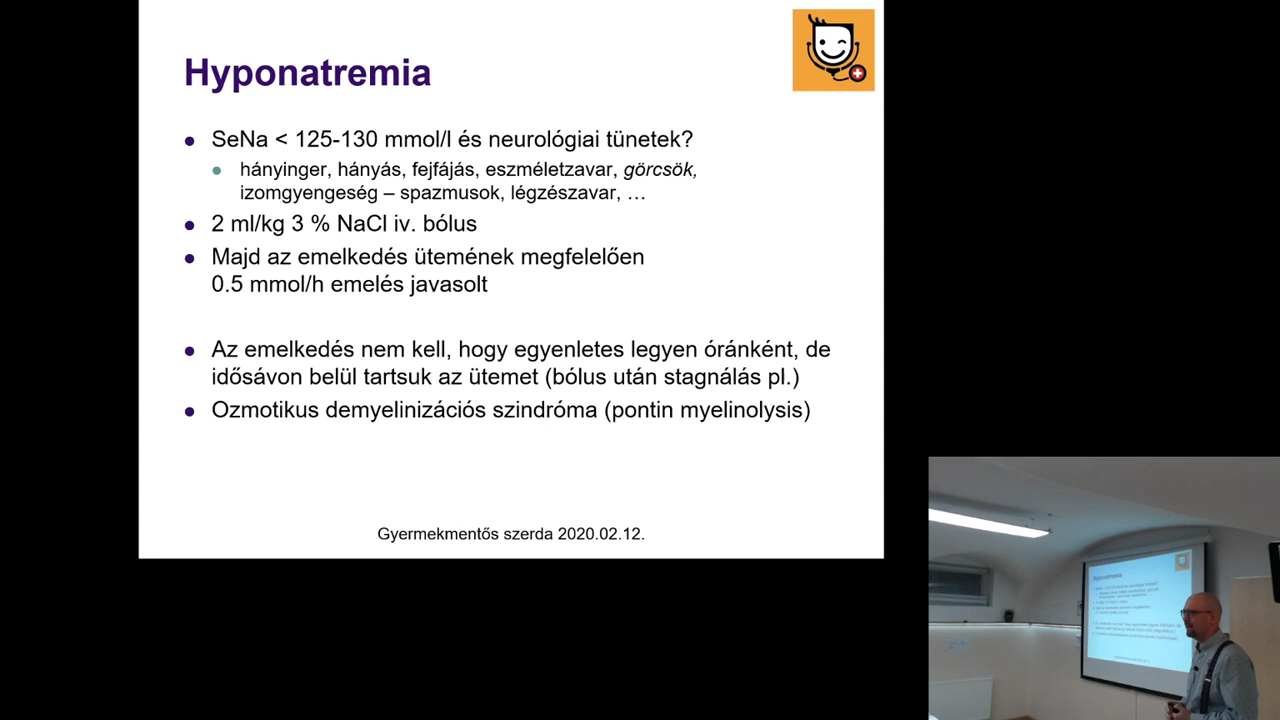 Hyponatremia
SeNa < 125-130 mmol/l és neurológiai tünetek?
hányinger, hányás, fejfájás, eszméletzavar, görcsök,
izomgyengeség – spazmusok, légzészavar, …
2 ml/kg 3 % NaCl iv. bólus
Majd az emelkedés ütemének megfelelően
0.5 mmol/h emelés javasolt
Az emelkedés nem kell, hogy egyenletes legyen óránként, de
idősávon belül tartsuk az ütemet (bólus után stagnálás pl.)
Ozmotikus demyelinizációs szindróma (pontin myelinolysis)
Gyermekmentős szerda 2020.02.12.
Hyponatremia